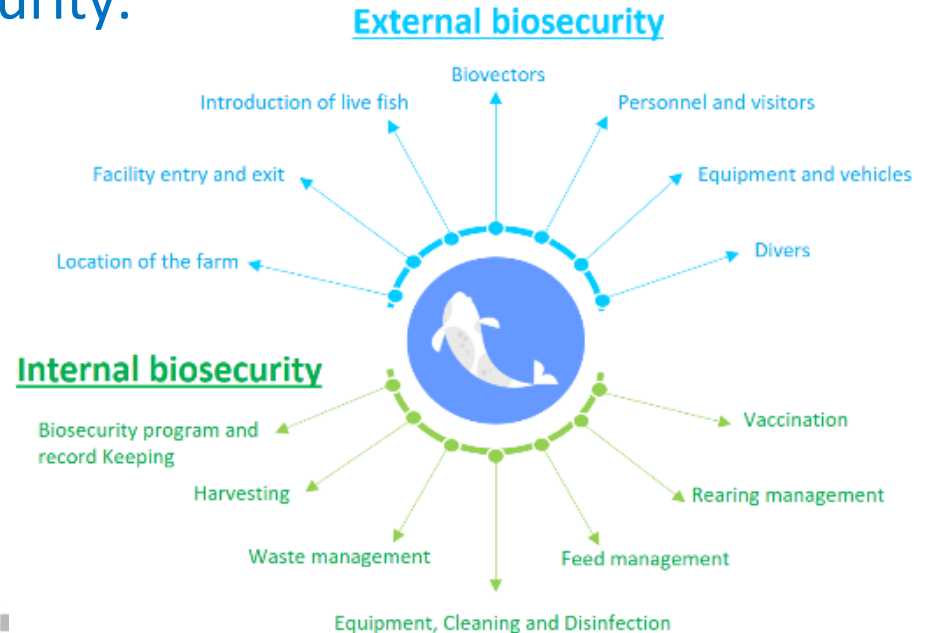 urity:
External biosecurity
Biovectors
Introduction of live fish
Personnel and visitors
Facility entry and exit
Equipment and vehicles
Location of the farm
Divers
Internal biosecurity
Biosecurity program and
record Keeping
Vaccination
Harvesting
Rearing management
Waste management
Feed management
Equipment, Cleaning and Disinfection